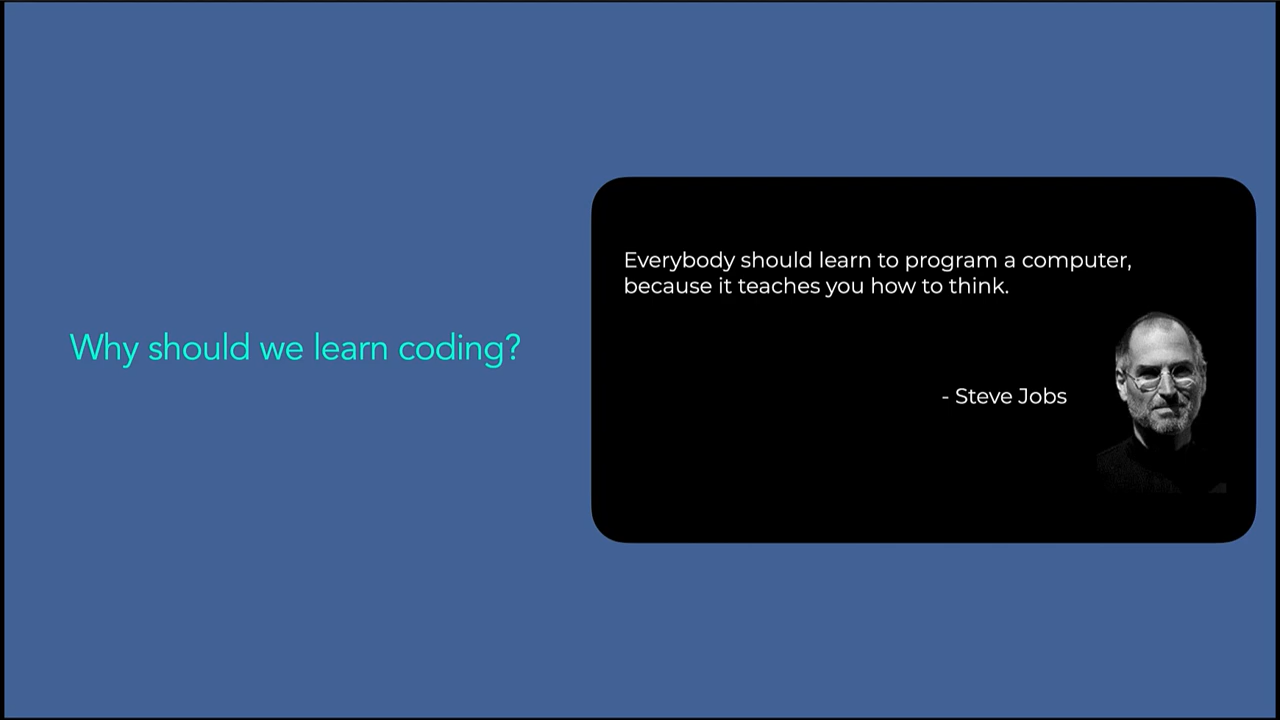 Why should we learn coding?
Everybody should learn to program a computer,
because it teaches you how to think.
- Steve Jobs